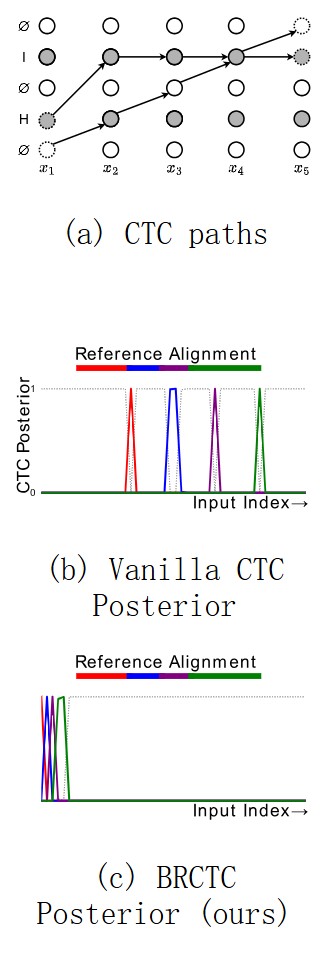 ∅
I
∅
H
∅
x₁ x₂ x₃ x₄ x₅
(a) CTC paths
Reference Alignment
CTC Posterior
1
0
Input Index→
(b) Vanilla CTC
Posterior
Reference Alignment
Input Index→
(c) BRCTC
Posterior (ours)